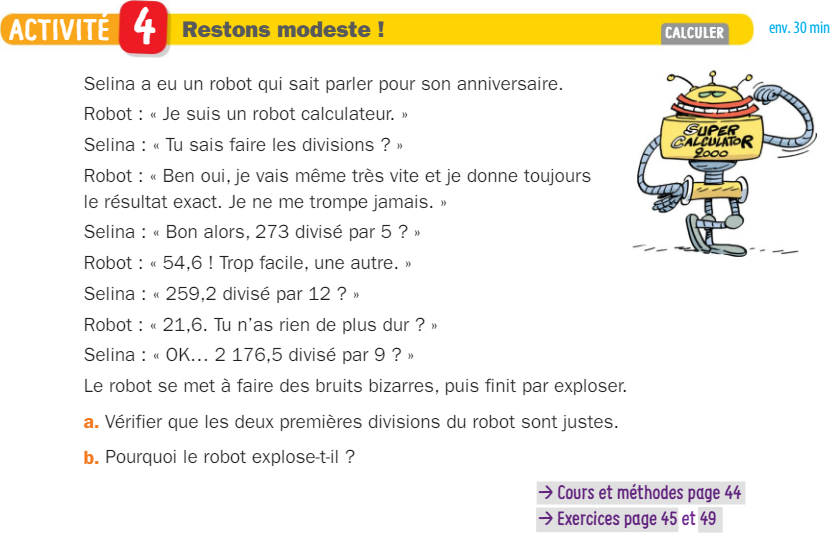 ACTIVITÉ 4 Restons modeste ! CALCULER env. 30 min
Selina a eu un robot qui sait parler pour son anniversaire.
Robot : « Je suis un robot calculateur. »
Selina : « Tu sais faire les divisions ? »
Robot : « Ben oui, je vais même très vite et je donne toujours
le résultat exact. Je ne me trompe jamais. »
Selina : « Bon alors, 273 divisé par 5 ? »
Robot : « 54,6 ! Trop facile, une autre. »
Selina : « 259,2 divisé par 12 ? »
Robot : « 21,6. Tu n'as rien de plus dur ? »
Selina : « OK… 2 176,5 divisé par 9 ? »
Le robot se met à faire des bruits bizarres, puis finit par exploser.
a. Vérifier que les deux premières divisions du robot sont justes.
b. Pourquoi le robot explose-t-il ?
SUPER
CALCULATOR
2000
→ Cours et méthodes page 44
→ Exercices page 45 et 49